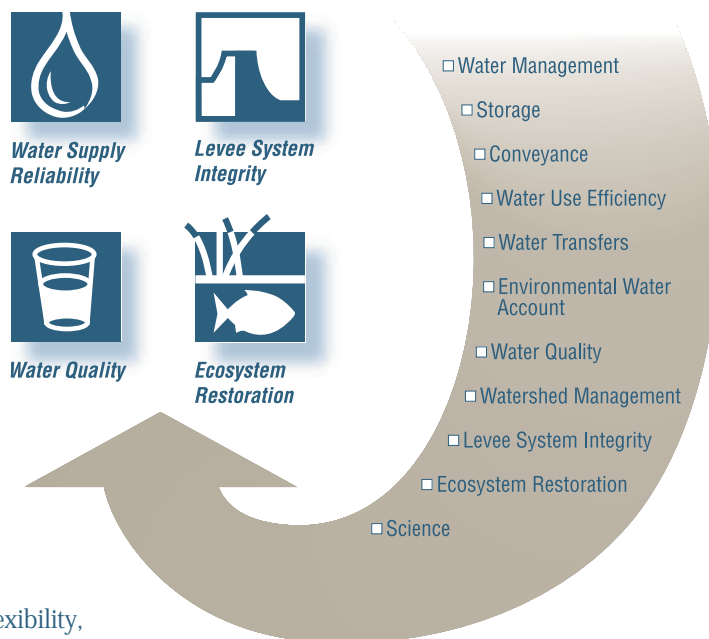 Water Supply
Reliability
Levee System
Integrity
Water Quality
Ecosystem
Restoration
Water Management
Storage
Conveyance
Water Use Efficiency
Water Transfers
Environmental Water
Account
Water Quality
Watershed Management
Levee System Integrity
Ecosystem Restoration
Science